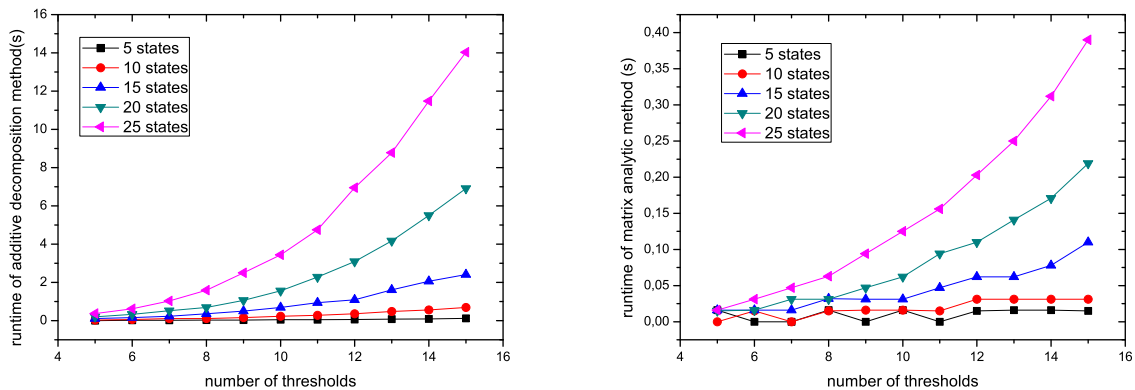 runtime of additive decomposition method(s)
16
14
12
10
8
6
4
2
0
5 states
10 states
15 states
20 states
25 states
4
6
8
10
12
14
16
number of thresholds
runtime of matrix analytic method (s)
0,40
0,35
0,30
0,25
0,20
0,15
0,10
0,05
0,00
5 states
10 states
15 states
20 states
25 states
4
6
8
10
12
14
16
number of thresholds